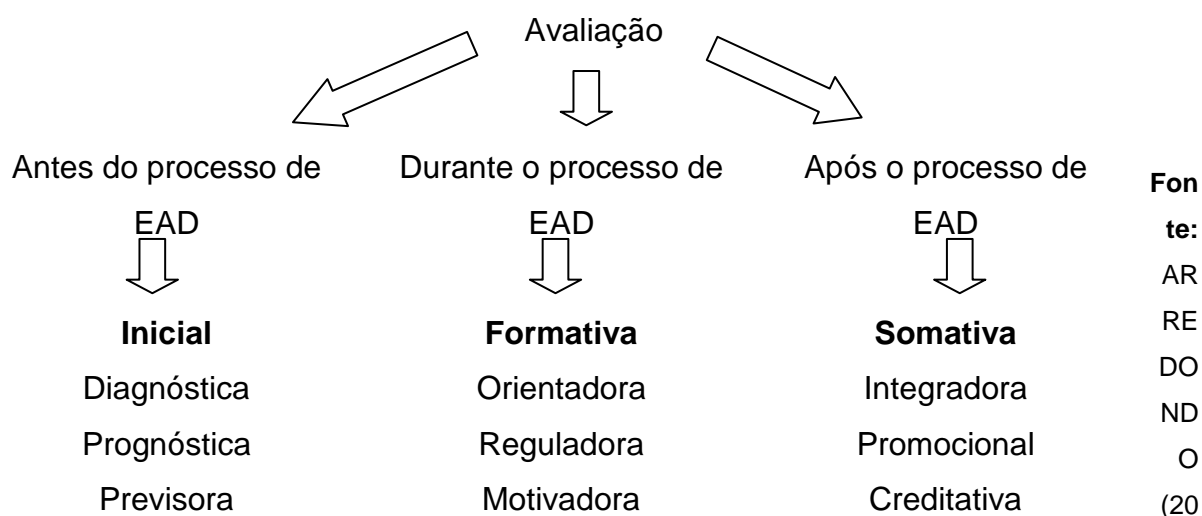 Avaliação
Antes do processo de
EAD
Inicial
Diagnóstica
Prognóstica
Previsora
Durante o processo de
EAD
Formativa
Orientadora
Reguladora
Motivadora
Após o processo de
EAD
Somativa
Integradora
Promocional
Creditativa
Fon
te:
AR
RE
DO
ND
O
(20